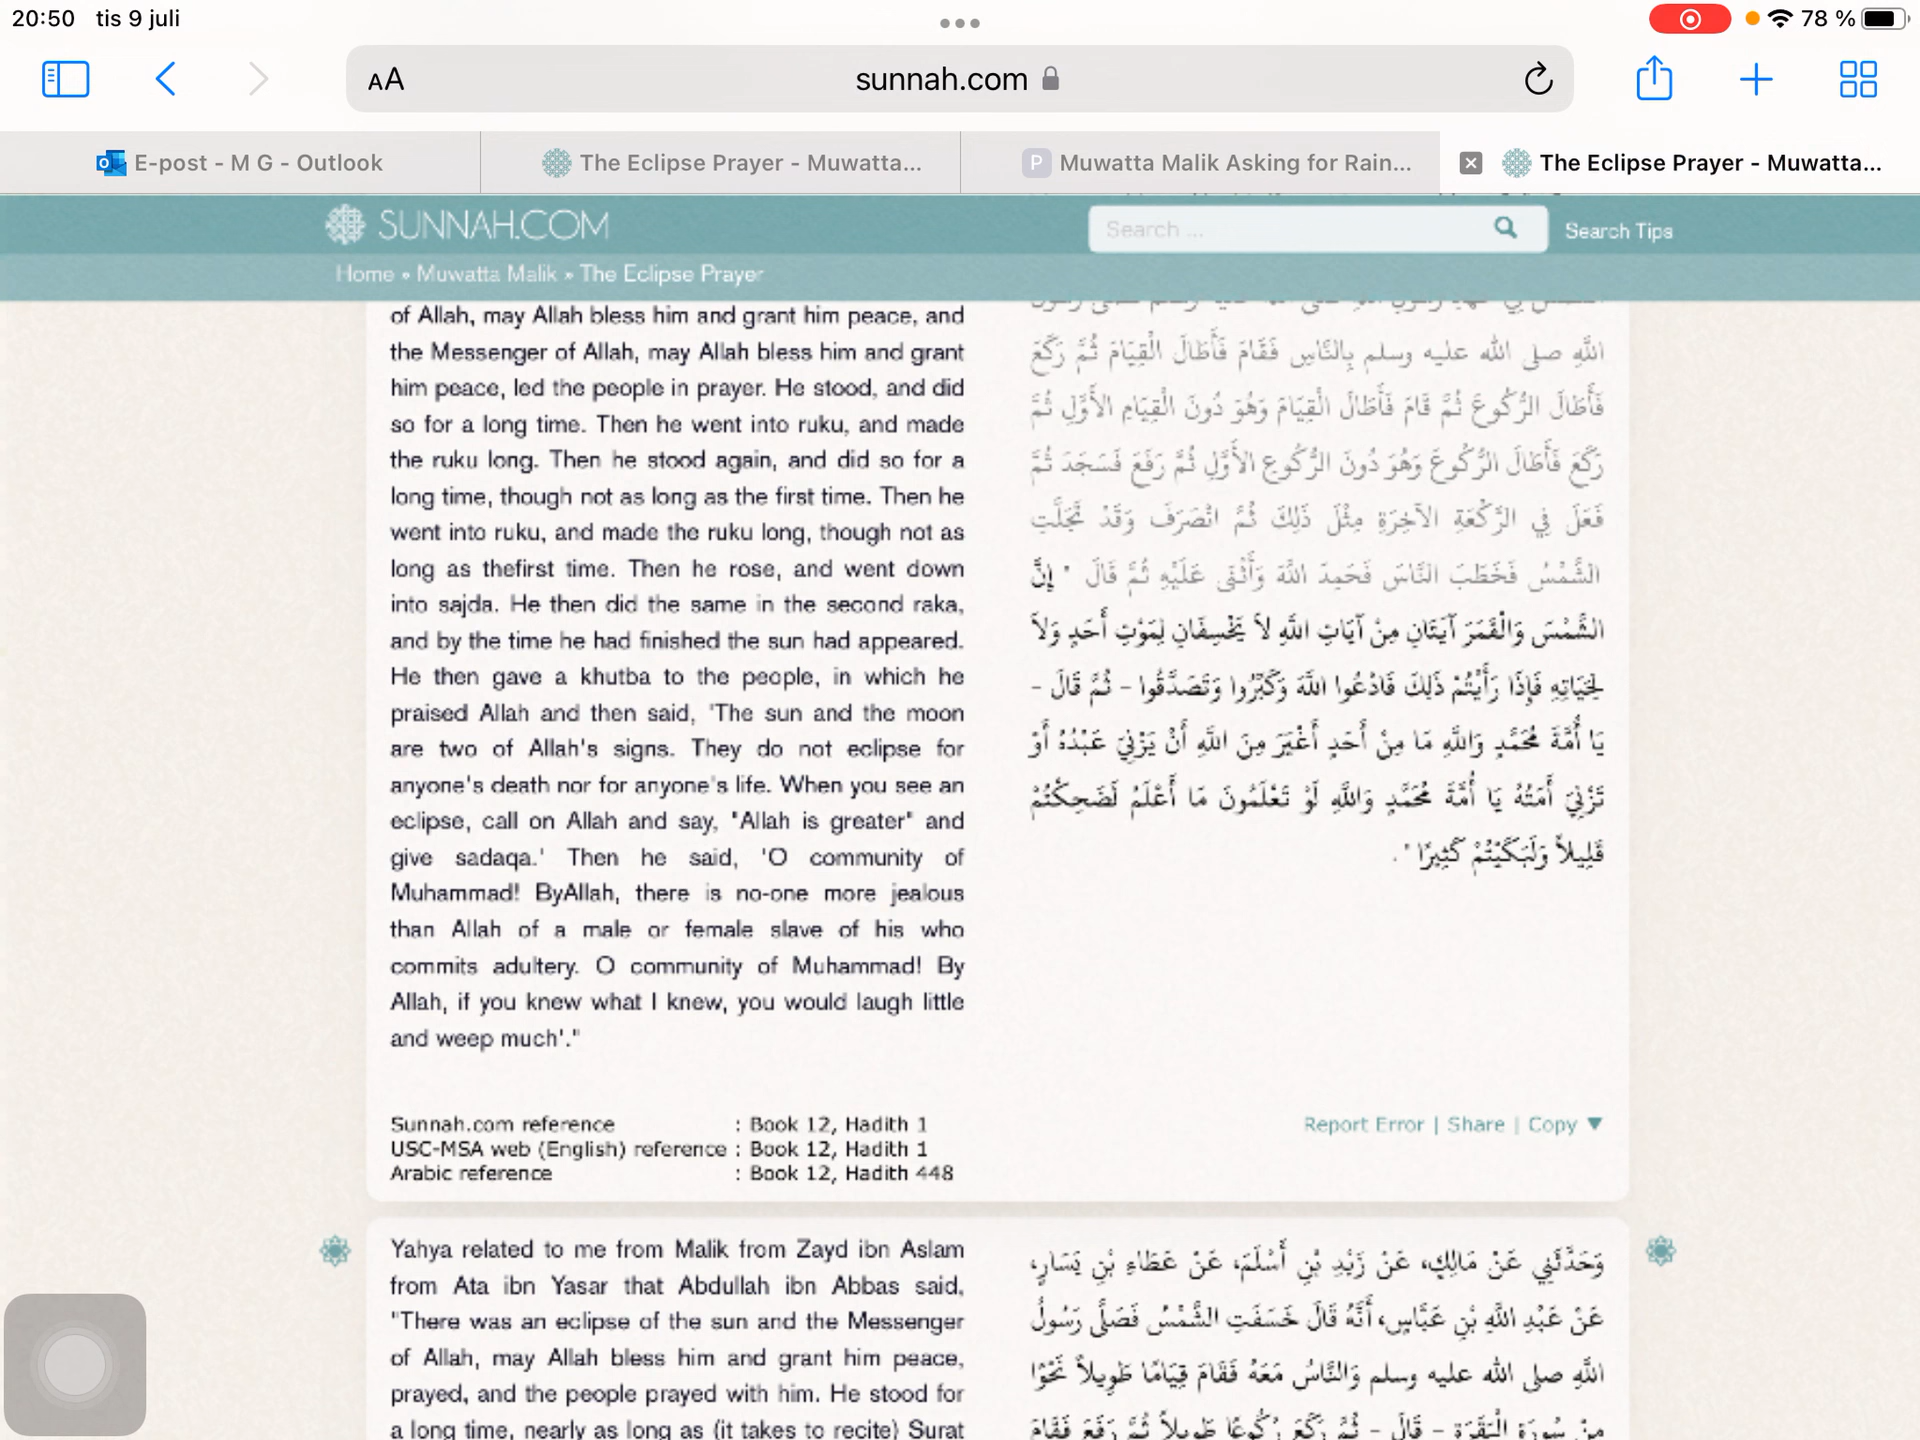 20:50 tis 9 juli
78 %
AA
sunnah.com
E-post - M G - Outlook
The Eclipse Prayer - Muwatta...
P Muwatta Malik Asking for Rain...
The Eclipse Prayer - Muwatta...
SUNNAH.COM
Search ...
Search Tips
Home » Muwatta Malik » The Eclipse Prayer
of Allah, may Allah bless him and grant him peace, and
the Messenger of Allah, may Allah bless him and grant
him peace, led the people in prayer. He stood, and did
so for a long time. Then he went into ruku, and made
the ruku long. Then he stood again, and did so for a
long time, though not as long as the first time. Then he
went into ruku, and made the ruku long, though not as
long as thefirst time. Then he rose, and went down
into sajda. He then did the same in the second raka,
and by the time he had finished the sun had appeared.
He then gave a khutba to the people, in which he
praised Allah and then said, 'The sun and the moon
are two of Allah's signs. They do not eclipse for
anyone's death nor for anyone's life. When you see an
eclipse, call on Allah and say, "Allah is greater" and
give sadaqa.' Then he said, 'O community of
Muhammad! ByAllah, there is no-one more jealous
than Allah of a male or female slave of his who
commits adultery. O community of Muhammad! By
Allah, if you knew what I knew, you would laugh little
and weep much'."
اللَّهِ صلى الله عليه وسلم بِالنَّاسِ فَقَامَ فَأَطَالَ الْقِيَامَ ثُمَّ رَكَعَ
فَأَطَالَ الرُّكُوعَ ثُمَّ قَامَ فَأَطَالَ الْقِيَامَ وَهُوَ دُونَ الْقِيَامِ الأَوَّلِ ثُمَّ
رَكَعَ فَأَطَالَ الرُّكُوعَ وَهُوَ دُونَ الرُّكُوعِ الأَوَّلِ ثُمَّ رَفَعَ فَسَجَدَ ثُمَّ
فَعَلَ فِي الرَّكْعَةِ الآخِرَةِ مِثْلَ ذَلِكَ ثُمَّ انْصَرَفَ وَقَدْ تَجَلَّتِ
الشَّمْسُ فَخَطَبَ النَّاسَ فَحَمِدَ اللَّهَ وَأَثْنَى عَلَيْهِ ثُمَّ قَالَ ‏"‏ إِنَّ
الشَّمْسَ وَالْقَمَرَ آيَتَانِ مِنْ آيَاتِ اللَّهِ لاَ يَخْسِفَانِ لِمَوْتِ أَحَدٍ وَلاَ
لِحَيَاتِهِ فَإِذَا رَأَيْتُمْ ذَلِكَ فَادْعُوا اللَّهَ وَكَبِّرُوا وَتَصَدَّقُوا - ثُمَّ قَالَ -
يَا أُمَّةَ مُحَمَّدٍ وَاللَّهِ مَا مِنْ أَحَدٍ أَغْيَرَ مِنَ اللَّهِ أَنْ يَزْنِيَ عَبْدُهُ أَوْ
تَزْنِيَ أَمَتُهُ يَا أُمَّةَ مُحَمَّدٍ وَاللَّهِ لَوْ تَعْلَمُونَ مَا أَعْلَمُ لَضَحِكْتُمْ
قَلِيلاً وَلَبَكَيْتُمْ كَثِيرًا ‏"‏ ‏.‏
Sunnah.com reference : Book 12, Hadith 1
USC-MSA web (English) reference : Book 12, Hadith 1
Arabic reference : Book 12, Hadith 448
Report Error | Share | Copy ▼
Yahya related to me from Malik from Zayd ibn Aslam
from Ata ibn Yasar that Abdullah ibn Abbas said,
"There was an eclipse of the sun and the Messenger
of Allah, may Allah bless him and grant him peace,
prayed, and the people prayed with him. He stood for
a long time, nearly as long as (it takes to recite) Surat
وَحَدَّثَنِي عَنْ مَالِكٍ، عَنْ زَيْدِ بْنِ أَسْلَمَ، عَنْ عَطَاءِ بْنِ يَسَارٍ،
عَنْ عَبْدِ اللَّهِ بْنِ عَبَّاسٍ، أَنَّهُ قَالَ خَسَفَتِ الشَّمْسُ فَصَلَّى رَسُولُ
اللَّهِ صلى الله عليه وسلم وَالنَّاسُ مَعَهُ فَقَامَ قِيَامًا طَوِيلاً نَحْوًا
مِنْ سُورَةِ الْبَقَرَةِ - قَالَ - ثُمَّ رَكَعَ رُكُوعًا طَوِيلاً ثُمَّ رَفَعَ فَقَامَ